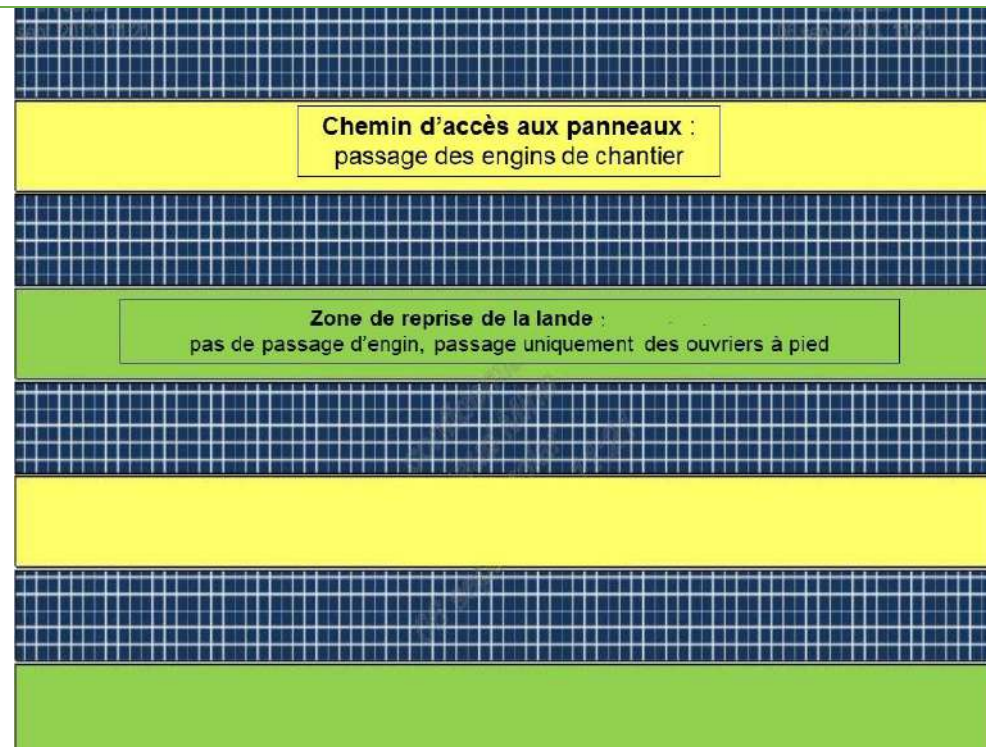 Chemin d'accès aux panneaux :
passage des engins de chantier
Zone de reprise de la lande :
pas de passage d'engin, passage uniquement des ouvriers à pied